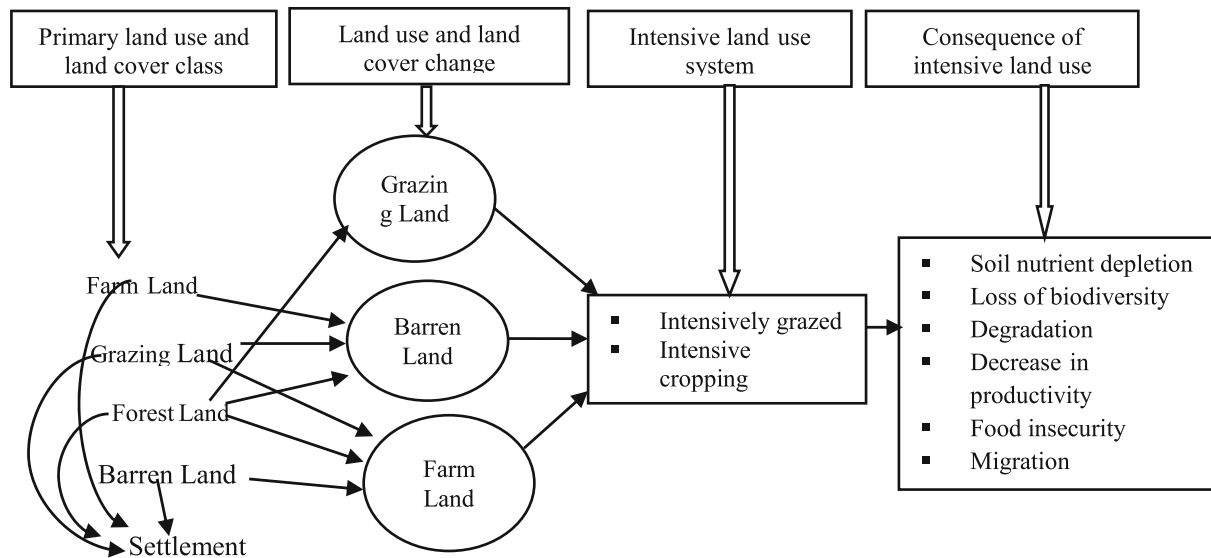 Primary land use and
land cover class
Land use and land
cover change
Intensive land use
system
Consequence of
intensive land use
Farm Land
Grazing Land
Forest Land
Barren Land
Settlement
Grazin
g Land
Barren
Land
Farm
Land
▪ Intensively grazed
▪ Intensive
cropping
▪ Soil nutrient depletion
▪ Loss of biodiversity
▪ Degradation
▪ Decrease in
productivity
▪ Food insecurity
▪ Migration